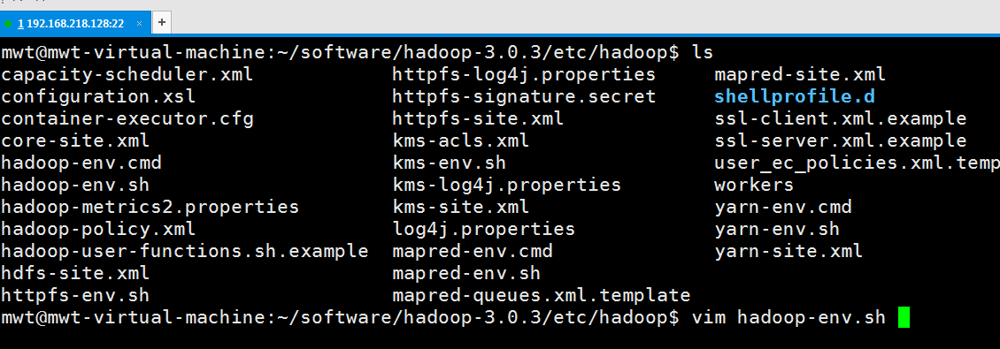 1 192.168.218.128:22 × +
mwt@mwt-virtual-machine:~/software/hadoop-3.0.3/etc/hadoop$ ls
capacity-scheduler.xml httpfs-log4j.properties mapred-site.xml
configuration.xsl httpfs-signature.secret shellprofile.d
container-executor.cfg httpfs-site.xml ssl-client.xml.example
core-site.xml kms-acls.xml ssl-server.xml.example
hadoop-env.cmd kms-env.sh user_ec_policies.xml.temp
hadoop-env.sh kms-log4j.properties workers
hadoop-metrics2.properties kms-site.xml yarn-env.cmd
hadoop-policy.xml log4j.properties yarn-env.sh
hadoop-user-functions.sh.example mapred-env.cmd yarn-site.xml
hdfs-site.xml mapred-env.sh
httpfs-env.sh mapred-queues.xml.template
mwt@mwt-virtual-machine:~/software/hadoop-3.0.3/etc/hadoop$ vim hadoop-env.sh